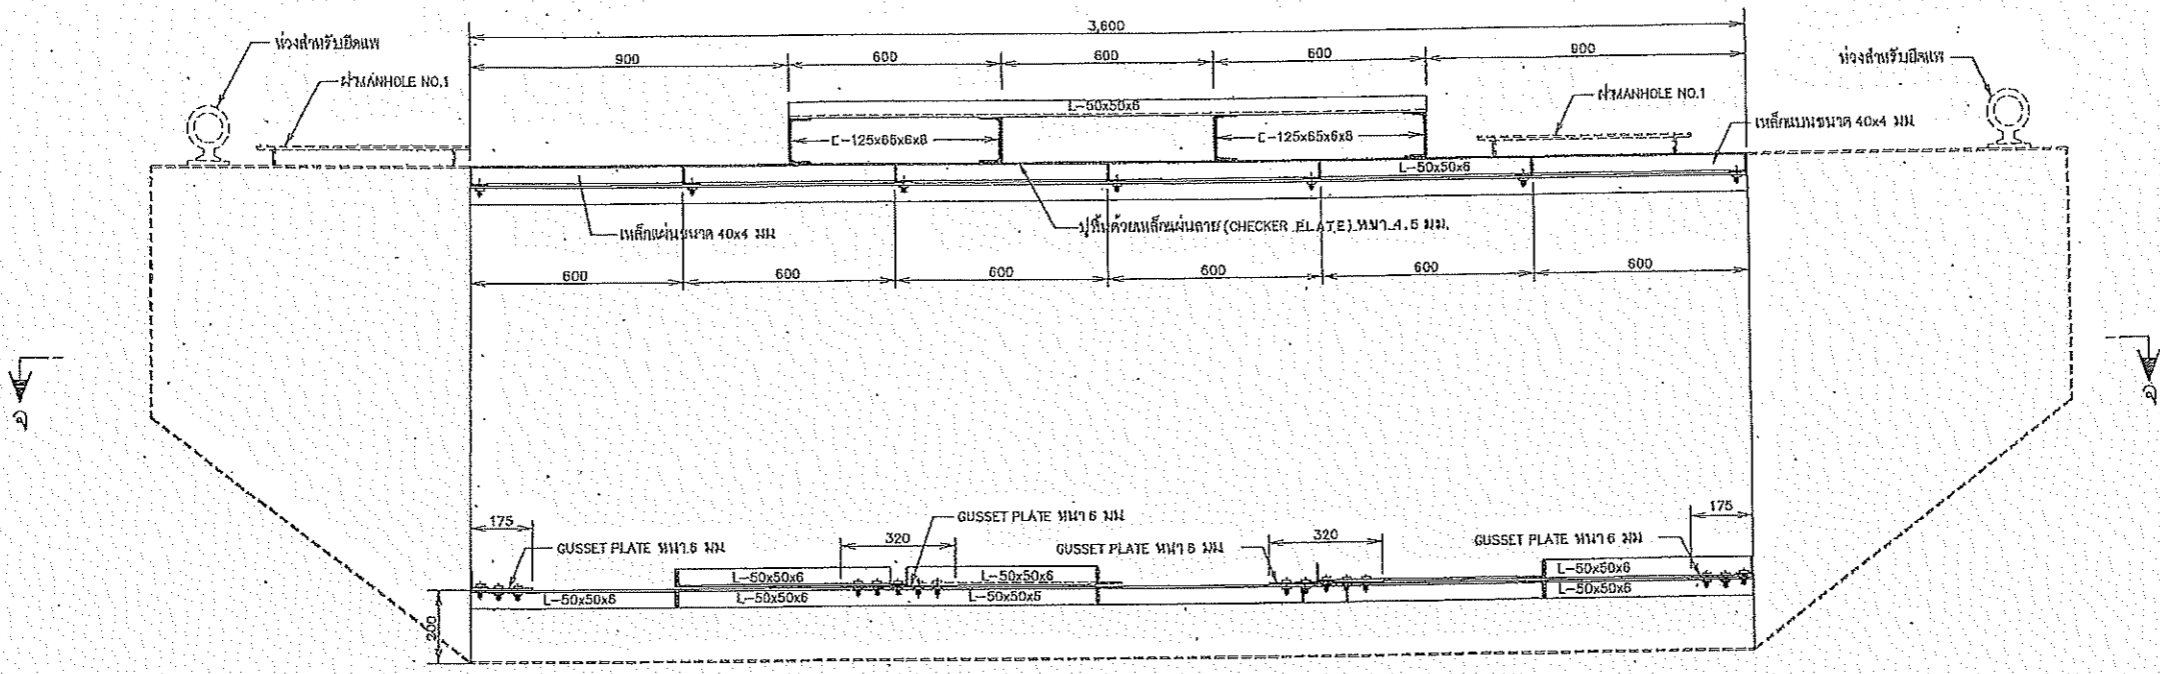 3,600
900
600
600
600
900
ห่วงสำหรับยึดแพ
ฝาMANHOLE NO.1
ห่วงสำหรับยึดแพ
ฝาMANHOLE NO.1
L-50x50x6
C-125x65x6x8
C-125x65x6x8
เหล็กแบนขนาด 40x4 มม
L-50x50x6
เหล็กแผ่นขนาด 40x4 มม
ปูพื้นด้วยเหล็กแผ่นลาย (CHECKER PLATE) หนา 4.5 มม.
600
600
600
600
600
600
จ
จ
175
GUSSET PLATE หนา 6 มม
320
GUSSET PLATE หนา 6 มม
GUSSET PLATE หนา 6 มม
320
GUSSET PLATE หนา 6 มม
175
L-50x50x6
L-50x50x6
L-50x50x6
L-50x50x6
L-50x50x6
L-50x50x6
L-50x50x6
200